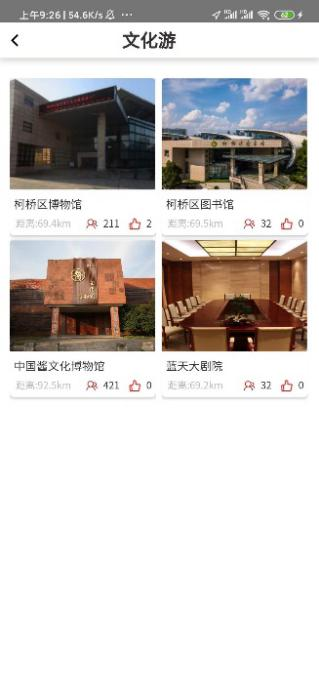 上午9:26 | 54.6K/s
62
文化游
柯桥区博物馆
距离:69.4km 211 2
柯桥区图书馆
距离:69.5km 32 0
中国酱文化博物馆
距离:92.5km 421 0
蓝天大剧院
距离:69.2km 32 0